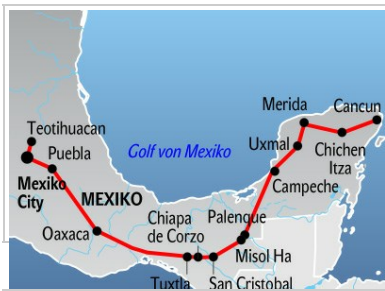 Merida
Cancun
Teotihuacan
Golf von Mexiko
Uxmal
Puebla
Chichen
Itza
Mexiko
City
MEXIKO
Campeche
Chiapa
de Corzo
Palenque
Oaxaca
Misol Ha
Tuxtla
San Cristobal